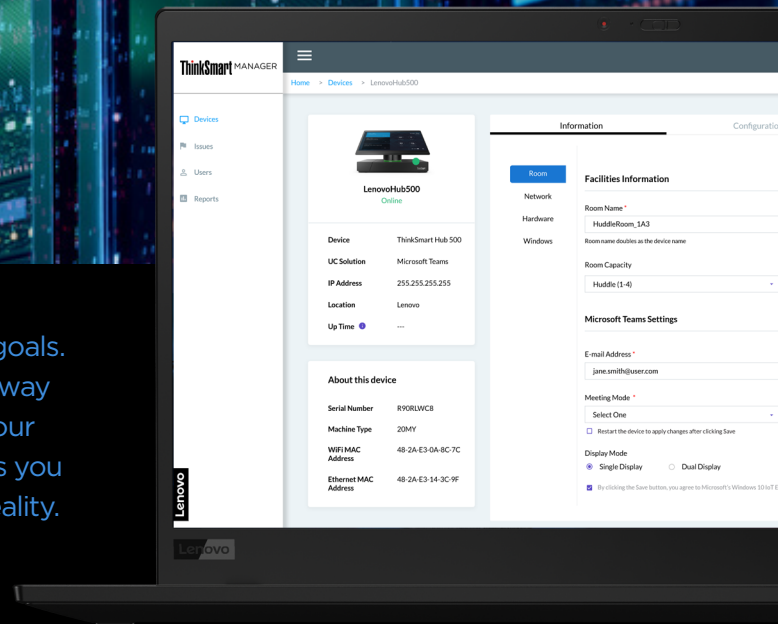 ThinkSmart MANAGER
Home > Devices > LenovoHub500
Devices
Issues
Users
Reports
LenovoHub500
Online
Device ThinkSmart Hub 500
UC Solution Microsoft Teams
IP Address 255.255.255.255
Location Lenovo
Up Time ---
About this device
Serial Number R90RLWC8
Machine Type 20MY
WiFi MAC Address 48-2A-E3-0A-8C-7C
Ethernet MAC Address 48-2A-E3-14-3C-9F
Information
Configuratio
Room
Network
Hardware
Windows
Facilities Information
Room Name *
HuddleRoom_1A3
Room name doubles as the device name
Room Capacity
Huddle (1-4)
Microsoft Teams Settings
E-mail Address *
jane.smith@user.com
Meeting Mode *
Select One
Restart the device to apply changes after clicking Save
Display Mode
Single Display Dual Display
By clicking the Save button, you agree to Microsoft's Windows 10 IoT E
Lenovo
Lenovo
goals.
way
our
s you
ality.